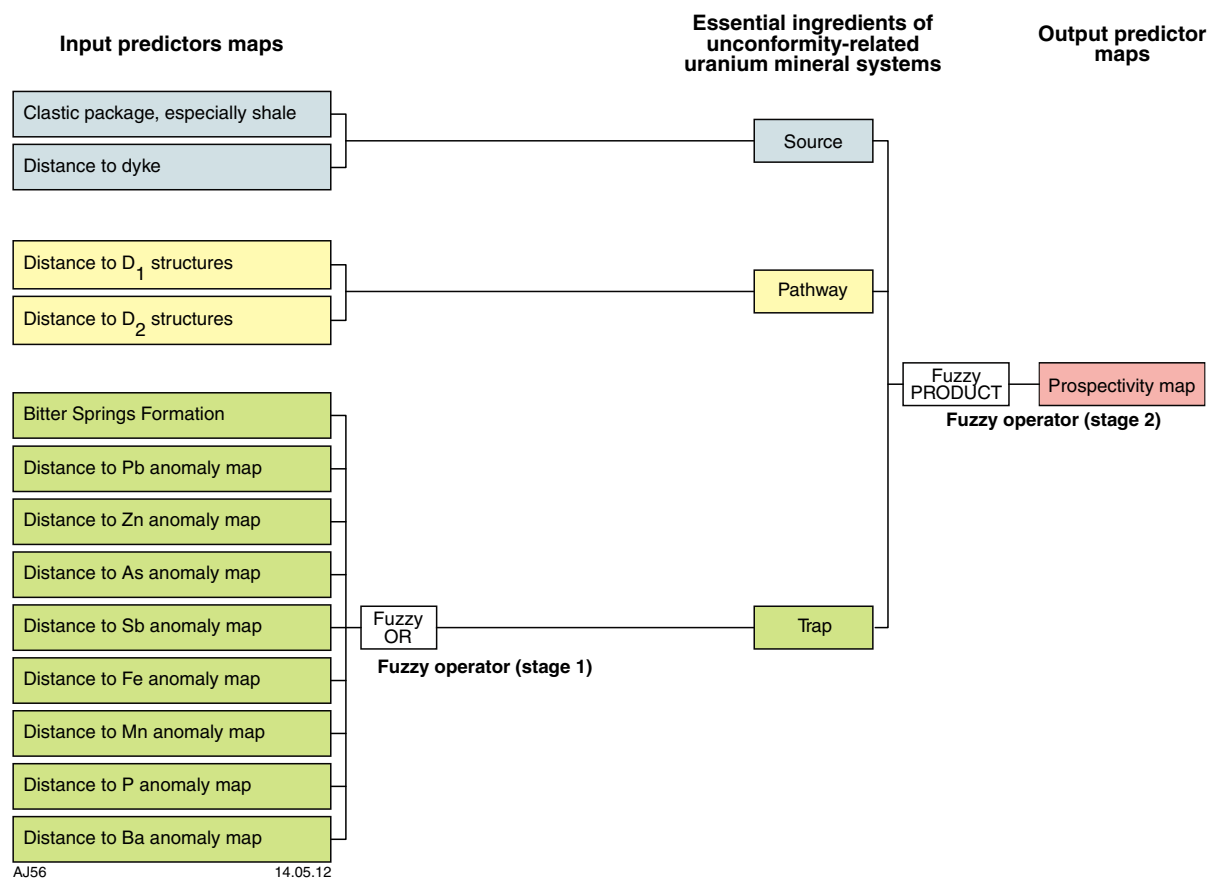 Input predictors maps
Essential ingredients of
unconformity-related
uranium mineral systems
Output predictor
maps
Clastic package, especially shale
Distance to dyke
Source
Distance to D1 structures
Distance to D2 structures
Pathway
Fuzzy
PRODUCT
Prospectivity map
Fuzzy operator (stage 2)
Bitter Springs Formation
Distance to Pb anomaly map
Distance to Zn anomaly map
Distance to As anomaly map
Distance to Sb anomaly map
Distance to Fe anomaly map
Distance to Mn anomaly map
Distance to P anomaly map
Distance to Ba anomaly map
Fuzzy
OR
Fuzzy operator (stage 1)
Trap
AJ56
14.05.12